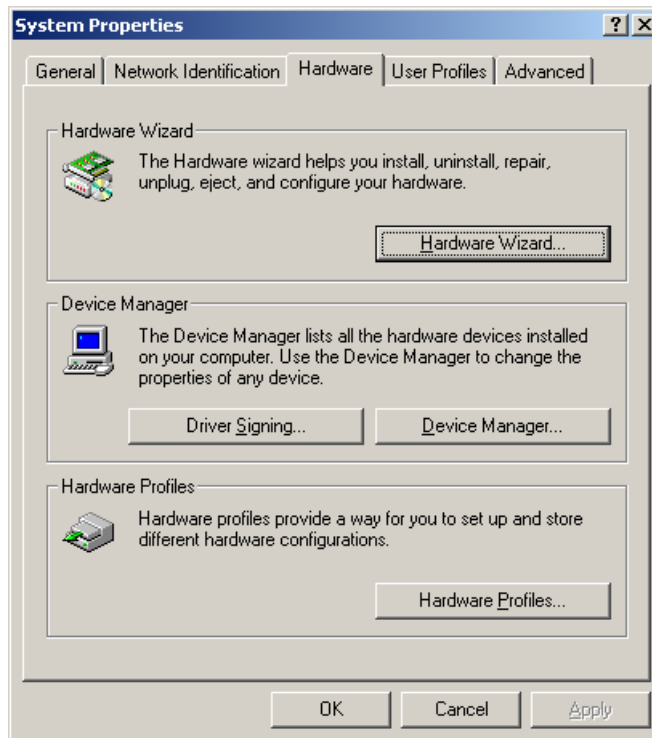 System Properties
General
Network Identification
Hardware
User Profiles
Advanced
Hardware Wizard
The Hardware wizard helps you install, uninstall, repair,
unplug, eject, and configure your hardware.
Hardware Wizard...
Device Manager
The Device Manager lists all the hardware devices installed
on your computer. Use the Device Manager to change the
properties of any device.
Driver Signing...
Device Manager...
Hardware Profiles
Hardware profiles provide a way for you to set up and store
different hardware configurations.
Hardware Profiles...
OK
Cancel
Apply